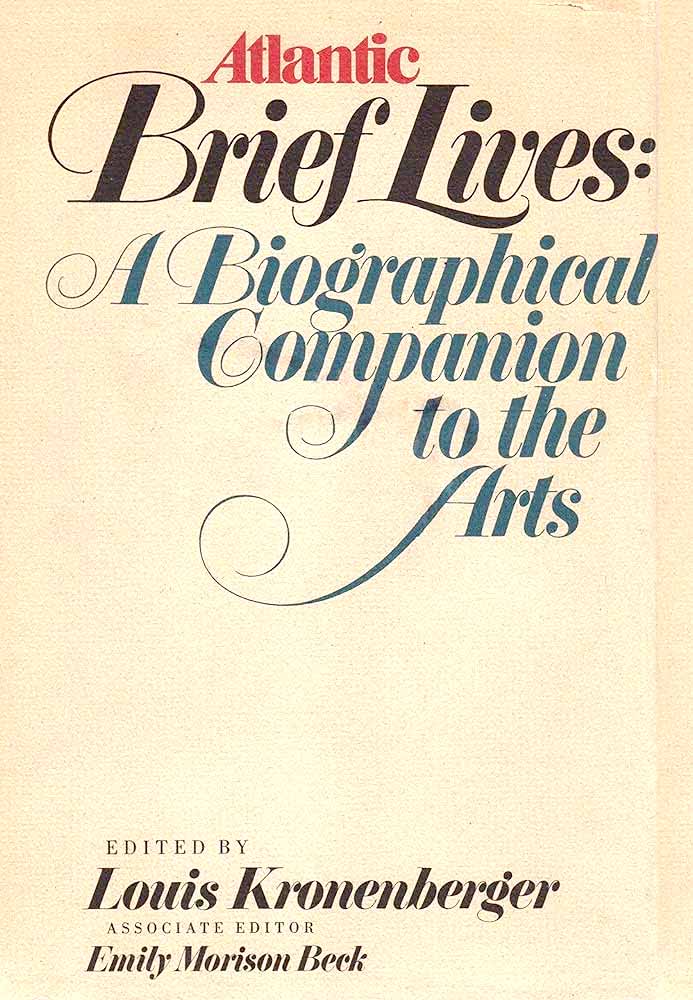 Atlantic
Brief Lives:
A Biographical
Companion
to the
Arts
EDITED BY
Louis Kronenberger
ASSOCIATE EDITOR
Emily Morison Beck